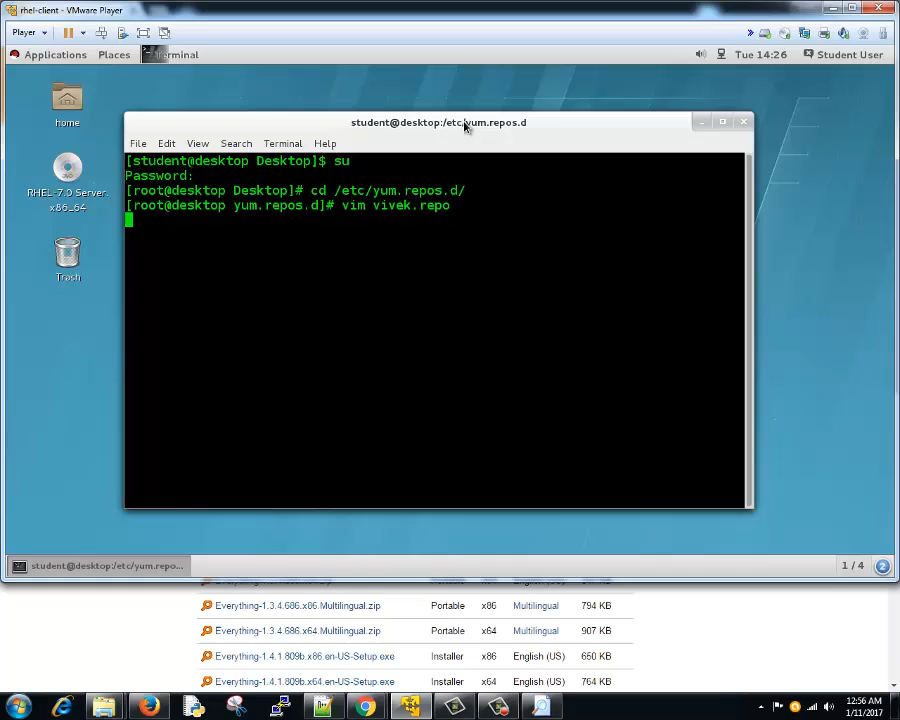 rhel-client - VMware Player
Player
Applications Places Terminal Tue 14:26 Student User
home
RHEL-7.0 Server.
x86_64
Trash
student@desktop:/etc/yum.repos.d
File Edit View Search Terminal Help
[student@desktop Desktop]$ su
Password:
[root@desktop Desktop]# cd /etc/yum.repos.d/
[root@desktop yum.repos.d]# vim vivek.repo
student@desktop:/etc/yum.repo... 1 / 4 2
Everything-1.3.4.686.x86.Multilingual.zip Portable x86 Multilingual 794 KB
Everything-1.3.4.686.x64.Multilingual.zip Portable x64 Multilingual 907 KB
Everything-1.4.1.809b.x86.en-US-Setup.exe Installer x86 English (US) 650 KB
Everything-1.4.1.809b.x64.en-US-Setup.exe Installer x64 English (US) 764 KB
12:56 AM
1/11/2017